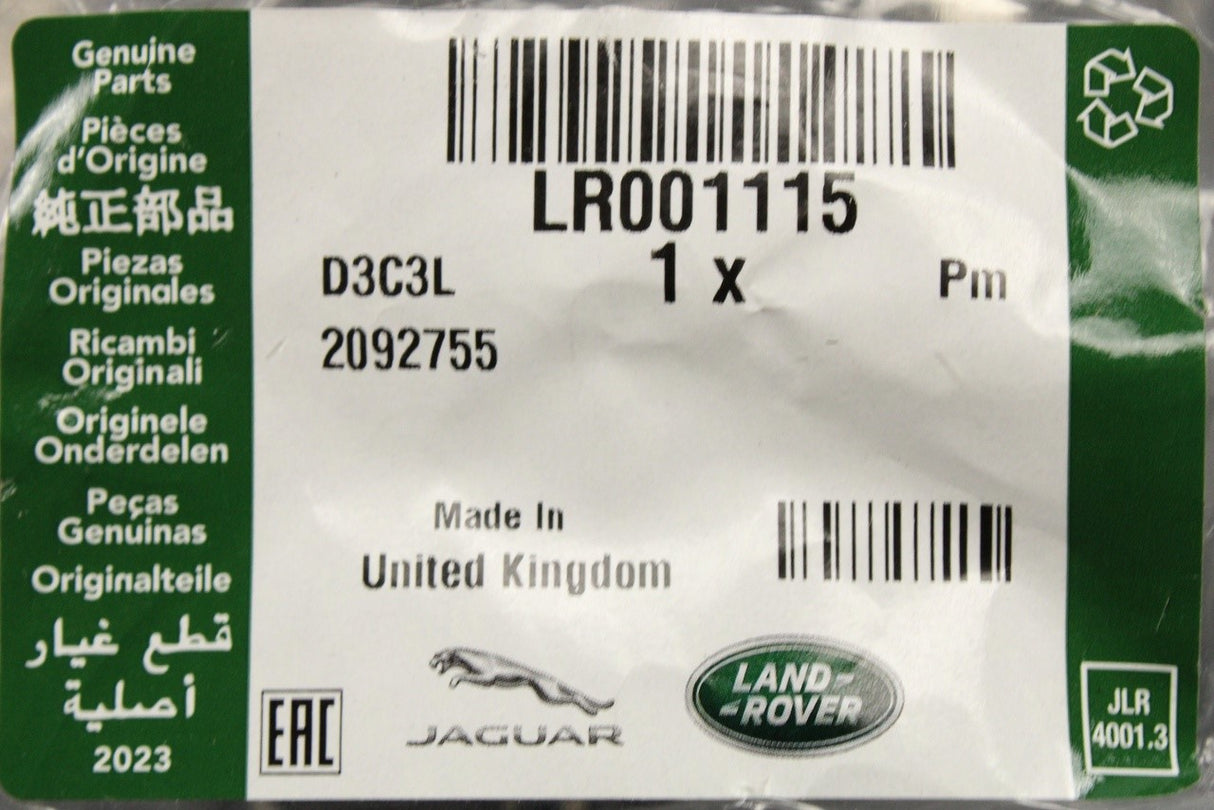 Genuine
Parts
Pièces
d'Origine
純正部品
Piezas
Originales
Ricambi
Originali
Originele
Onderdelen
Peças
Genuinas
Originalteile
قطع غيار
أصلية
2023
LR001115
D3C3L 1 x Pm
2092755
Made In
United Kingdom
EAC
JAGUAR
LAND-
-ROVER
JLR
4001.3